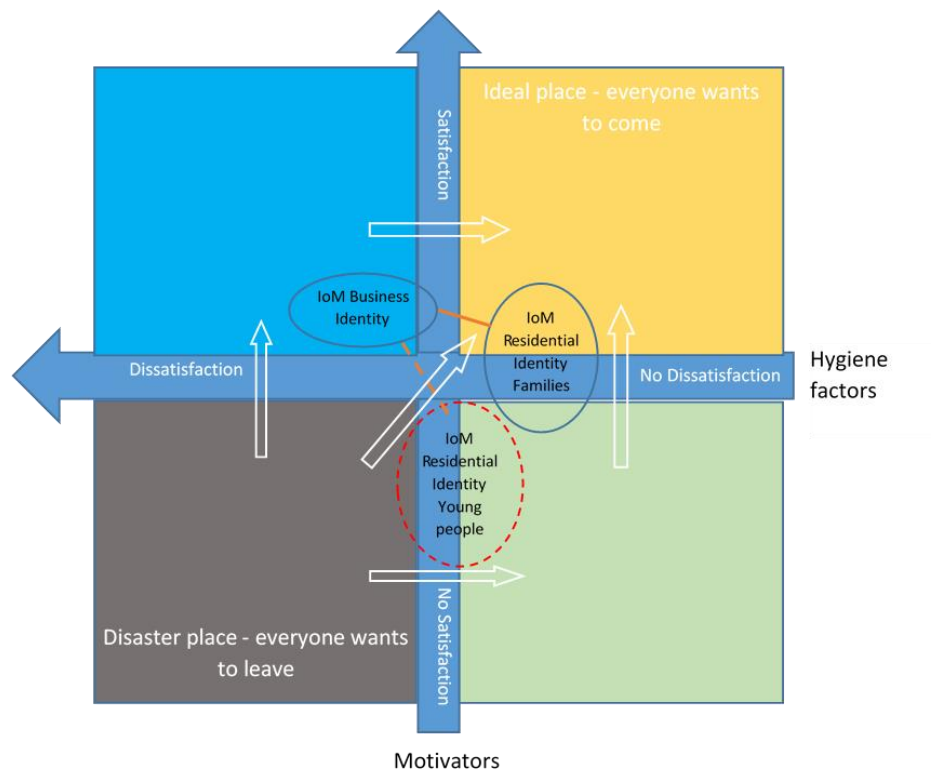 Ideal place - everyone wants
to come
Satisfaction
IoM Business
Identity
IoM
Residential
Identity
Families
Dissatisfaction
No Dissatisfaction
Hygiene
factors
IoM
Residential
Identity
Young
people
No Satisfaction
Disaster place - everyone wants
to leave
Motivators